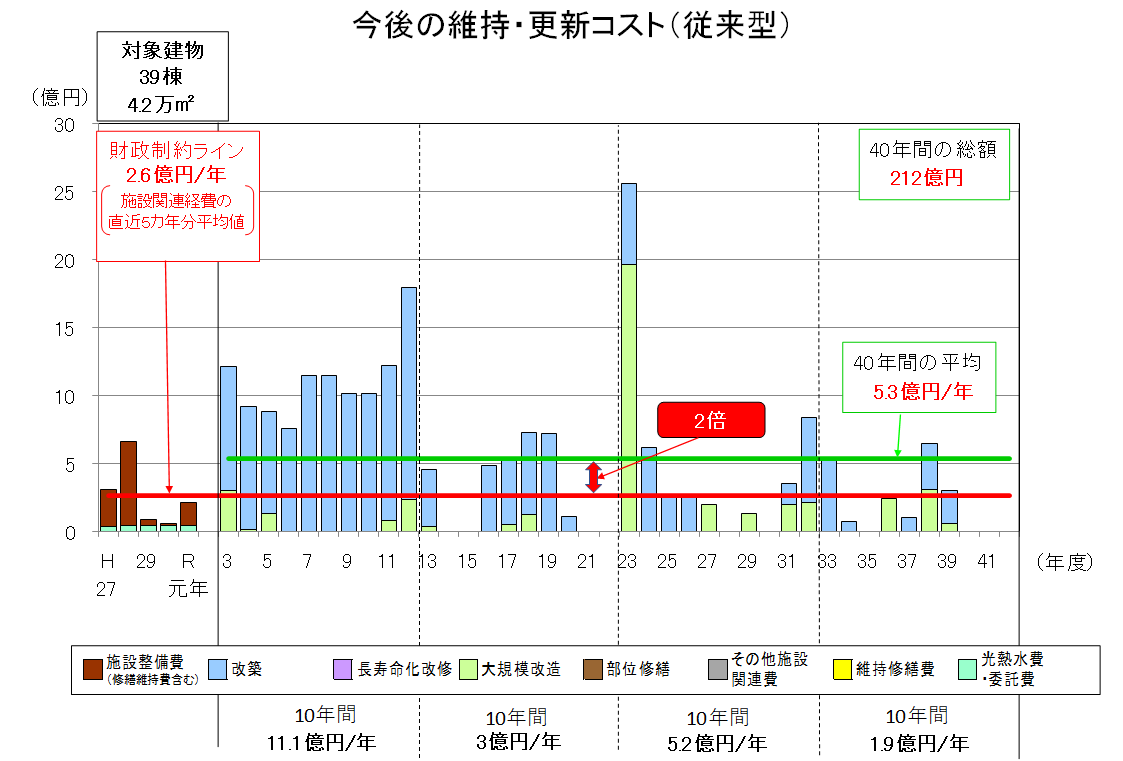 今後の維持・更新コスト（従来型）
対象建物
39棟
4.2万㎡
（億円）
30
25
20
15
10
5
0
財政制約ライン
2.6億円/年
施設関連経費の
直近5カ年分平均値
40年間の総額
212億円
40年間の平均
5.3億円/年
2倍
H 29 R 3 5 7 9 11 13 15 17 19 21 23 25 27 29 31 33 35 37 39 41 （年度）
27 元年
施設整備費
（修繕維持費含む）
改築
長寿命化改修
大規模改造
部位修繕
その他施設
関連費
維持修繕費
光熱水費
・委託費
10年間
11.1億円/年
10年間
3億円/年
10年間
5.2億円/年
10年間
1.9億円/年